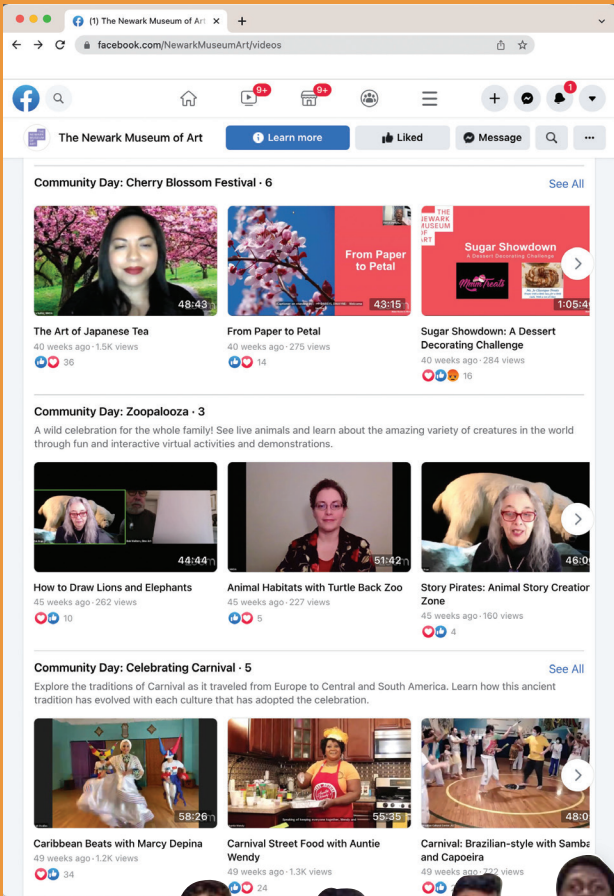 (1) The Newark Museum of Art
facebook.com/NewarkMuseumArt/videos
9+ 9+ 1
The Newark Museum of Art Learn more Liked Message
Community Day: Cherry Blossom Festival · 6 See All
48:43
From Paper
to Petal
43:15
THE
NEWARK
MUSEUM
OF
ART
Sugar Showdown
A Dessert Decorating Challenge
1:05:4
The Art of Japanese Tea
40 weeks ago · 1.5K views
36
From Paper to Petal
40 weeks ago · 275 views
14
Sugar Showdown: A Dessert
Decorating Challenge
40 weeks ago · 284 views
16
Community Day: Zoopalooza · 3
A wild celebration for the whole family! See live animals and learn about the amazing variety of creatures in the world
through fun and interactive virtual activities and demonstrations.
44:44
51:42
46:0
How to Draw Lions and Elephants
45 weeks ago · 262 views
10
Animal Habitats with Turtle Back Zoo
45 weeks ago · 227 views
5
Story Pirates: Animal Story Creation
Zone
45 weeks ago · 160 views
4
Community Day: Celebrating Carnival · 5 See All
Explore the traditions of Carnival as it traveled from Europe to Central and South America. Learn how this ancient
tradition has evolved with each culture that has adopted the celebration.
58:26
55:35
48:0
Caribbean Beats with Marcy Depina
49 weeks ago · 1.2K views
34
Carnival Street Food with Auntie
Wendy
49 weeks ago · 1.3K views
24
Carnival: Brazilian-style with Samba
and Capoeira
49 weeks ago · 722 views